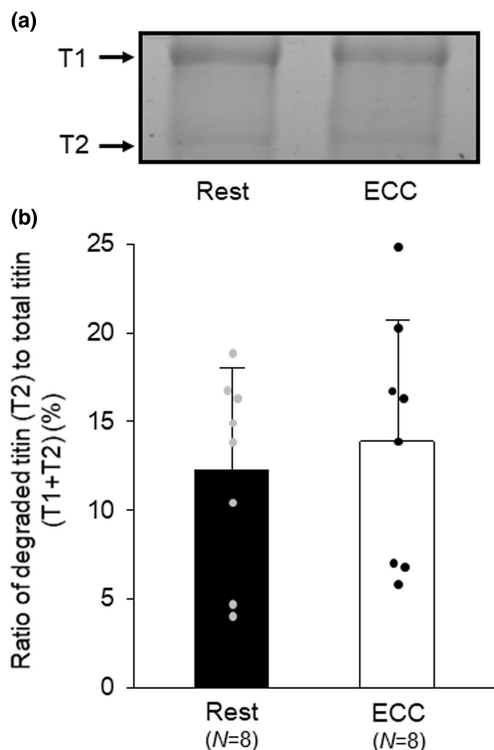 (a)
T1
T2
Rest ECC
(b)
Ratio of degraded titin (T2) to total titin
(T1+T2) (%)
25
20
15
10
5
0
Rest ECC
(N=8) (N=8)